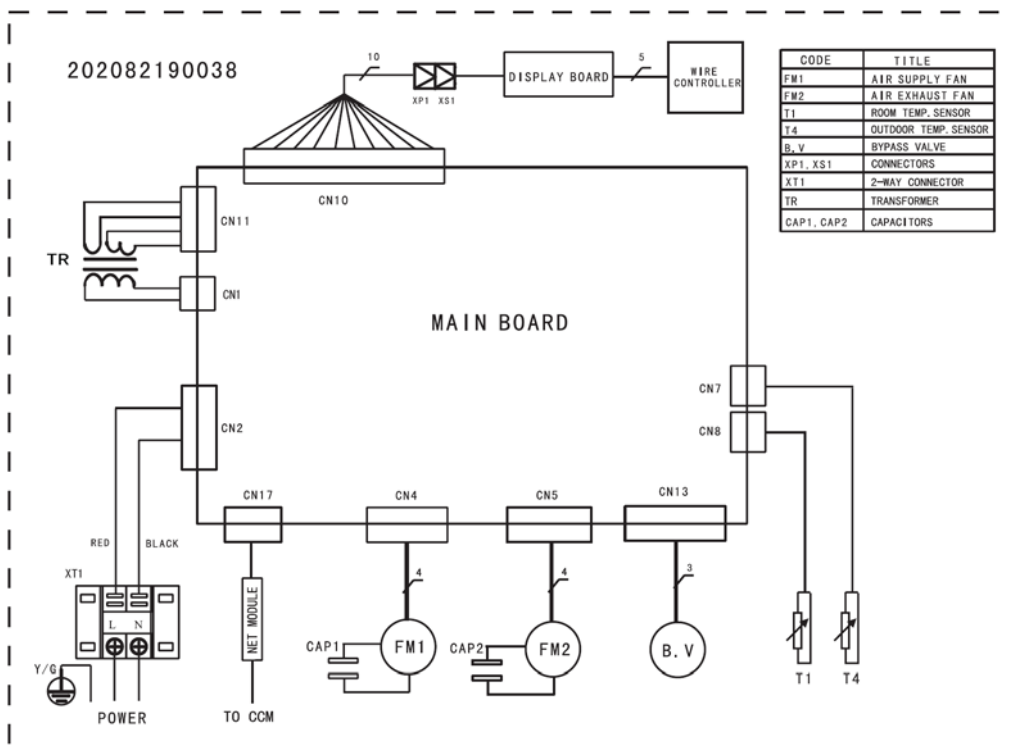 202082190038
10
XP1 XS1
DISPLAY BOARD
5
WIRE
CONTROLLER
CODE TITLE
FM1 AIR SUPPLY FAN
FM2 AIR EXHAUST FAN
T1 ROOM TEMP. SENSOR
T4 OUTDOOR TEMP. SENSOR
B.V BYPASS VALVE
XP1, XS1 CONNECTORS
XT1 2-WAY CONNECTOR
TR TRANSFORMER
CAP1, CAP2 CAPACITORS
CN10
CN11
TR
CN1
MAIN BOARD
CN7
CN2
CN8
CN17
CN4
CN5
CN13
RED
BLACK
XT1
L N
Y/G
POWER
NET MODULE
TO CCM
4
CAP1
FM1
4
CAP2
FM2
3
B. V
T1
T4